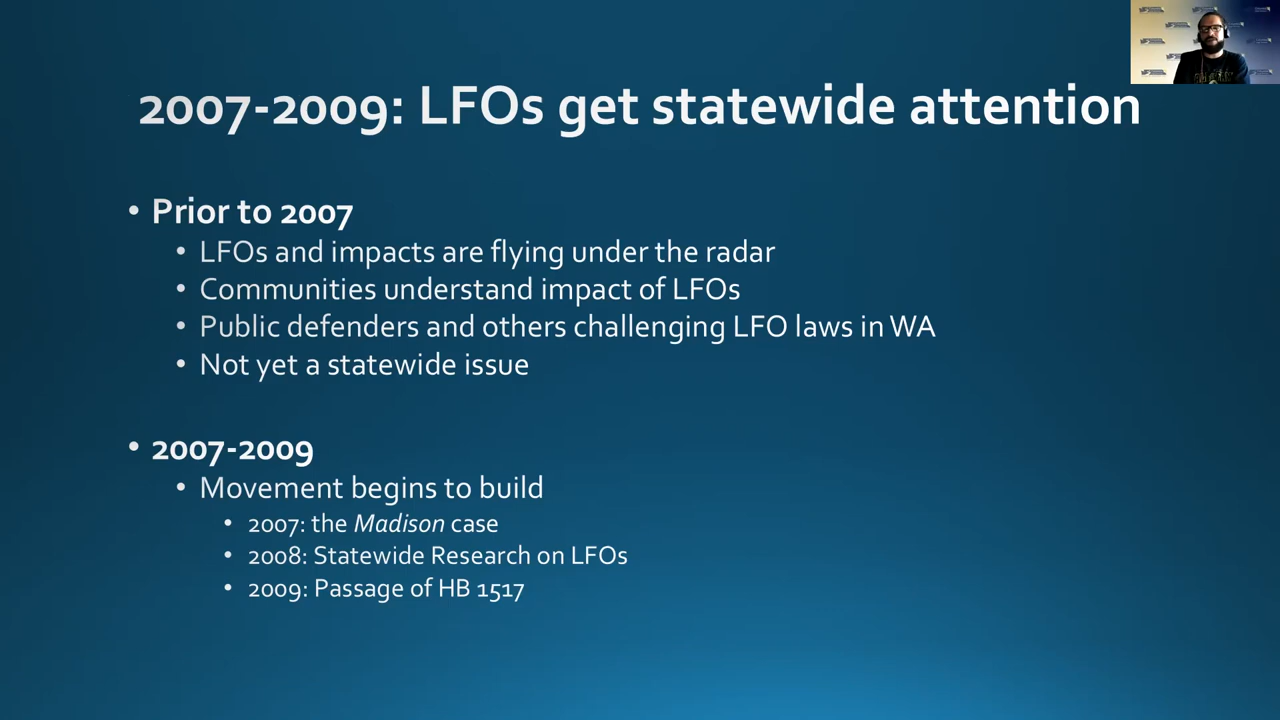 2007-2009: LFOs get statewide attention
• Prior to 2007
• LFOs and impacts are flying under the radar
• Communities understand impact of LFOs
• Public defenders and others challenging LFO laws in WA
• Not yet a statewide issue
• 2007-2009
• Movement begins to build
• 2007: the Madison case
• 2008: Statewide Research on LFOs
• 2009: Passage of HB 1517